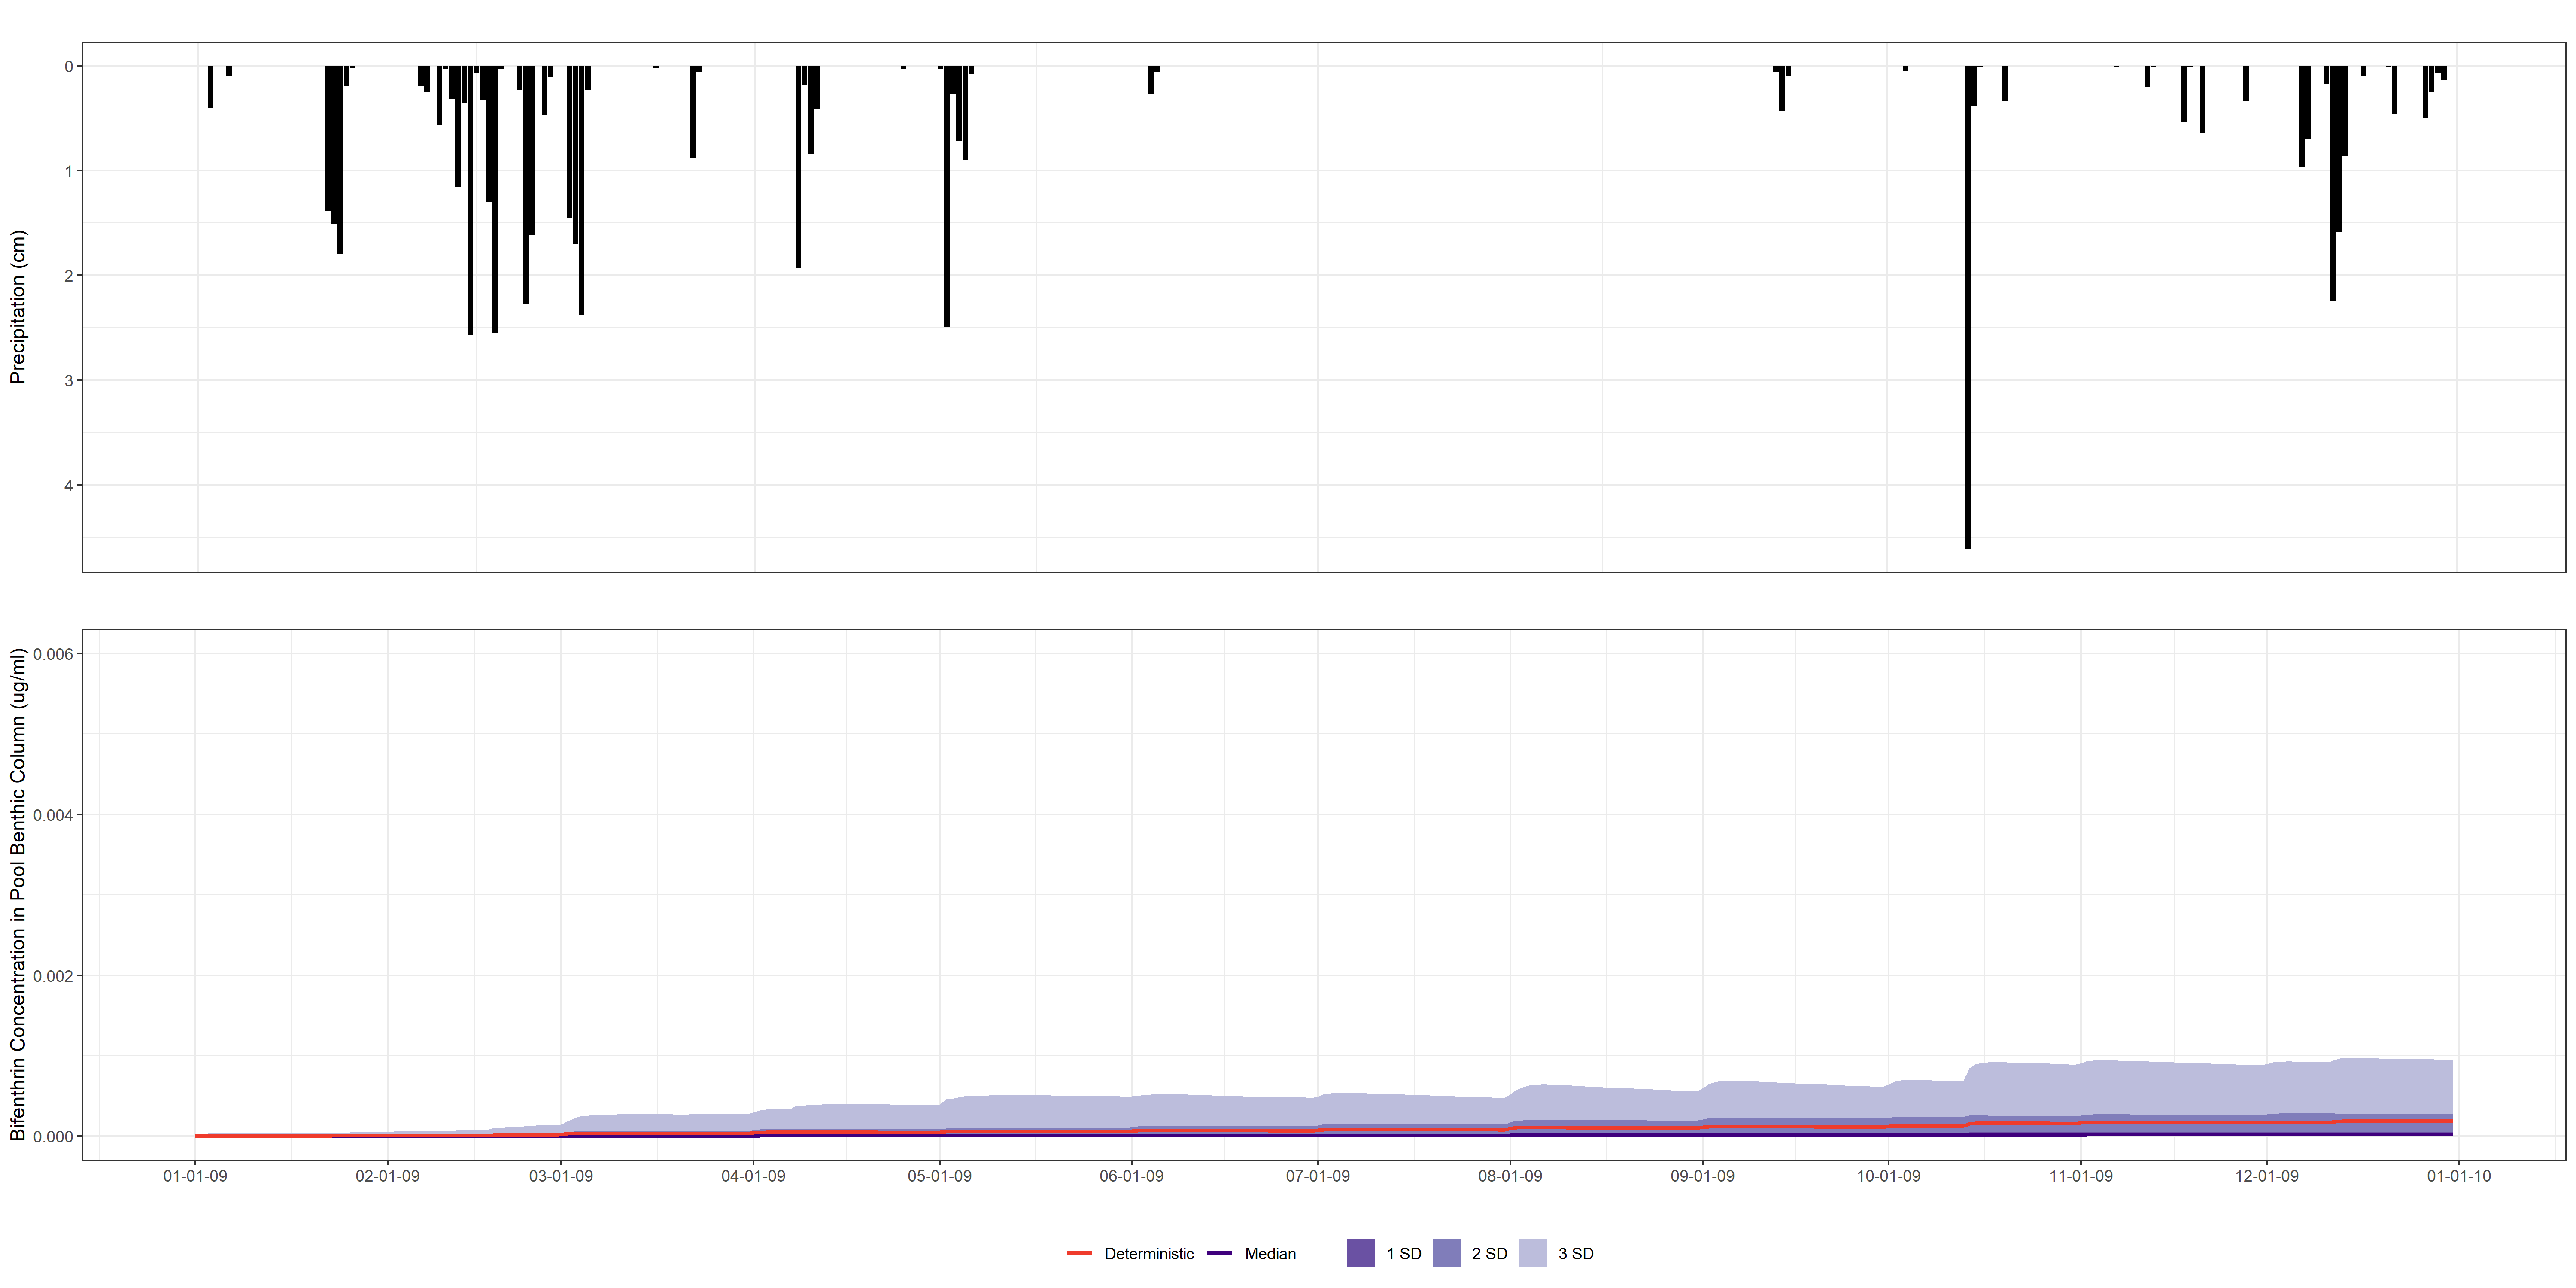 Precipitation (cm)
0
1
2
3
4
Bifenthrin Concentration in Pool Benthic Column (ug/ml)
0.006
0.004
0.002
0.000
01-01-09 02-01-09 03-01-09 04-01-09 05-01-09 06-01-09 07-01-09 08-01-09 09-01-09 10-01-09 11-01-09 12-01-09 01-01-10
Deterministic Median 1 SD 2 SD 3 SD